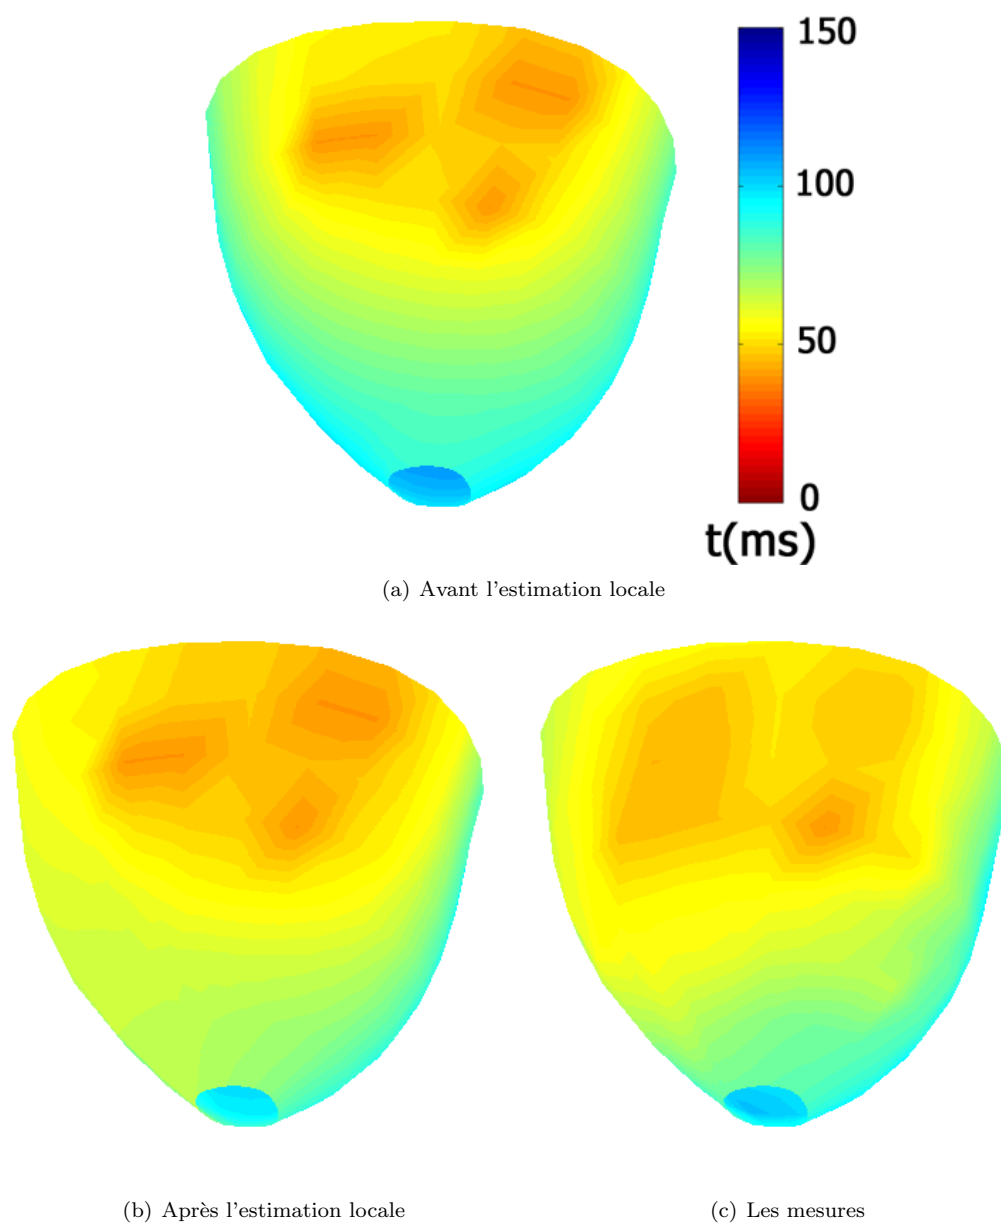 150
100
50
0
t(ms)
(a) Avant l'estimation locale
(b) Après l'estimation locale
(c) Les mesures